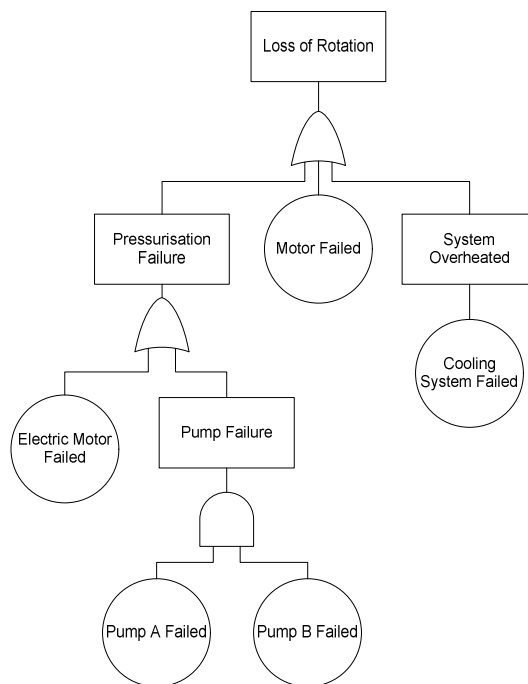 Loss of Rotation
Pressurisation
Failure
Motor Failed
System
Overheated
Cooling
System Failed
Electric Motor
Failed
Pump Failure
Pump A Failed
Pump B Failed